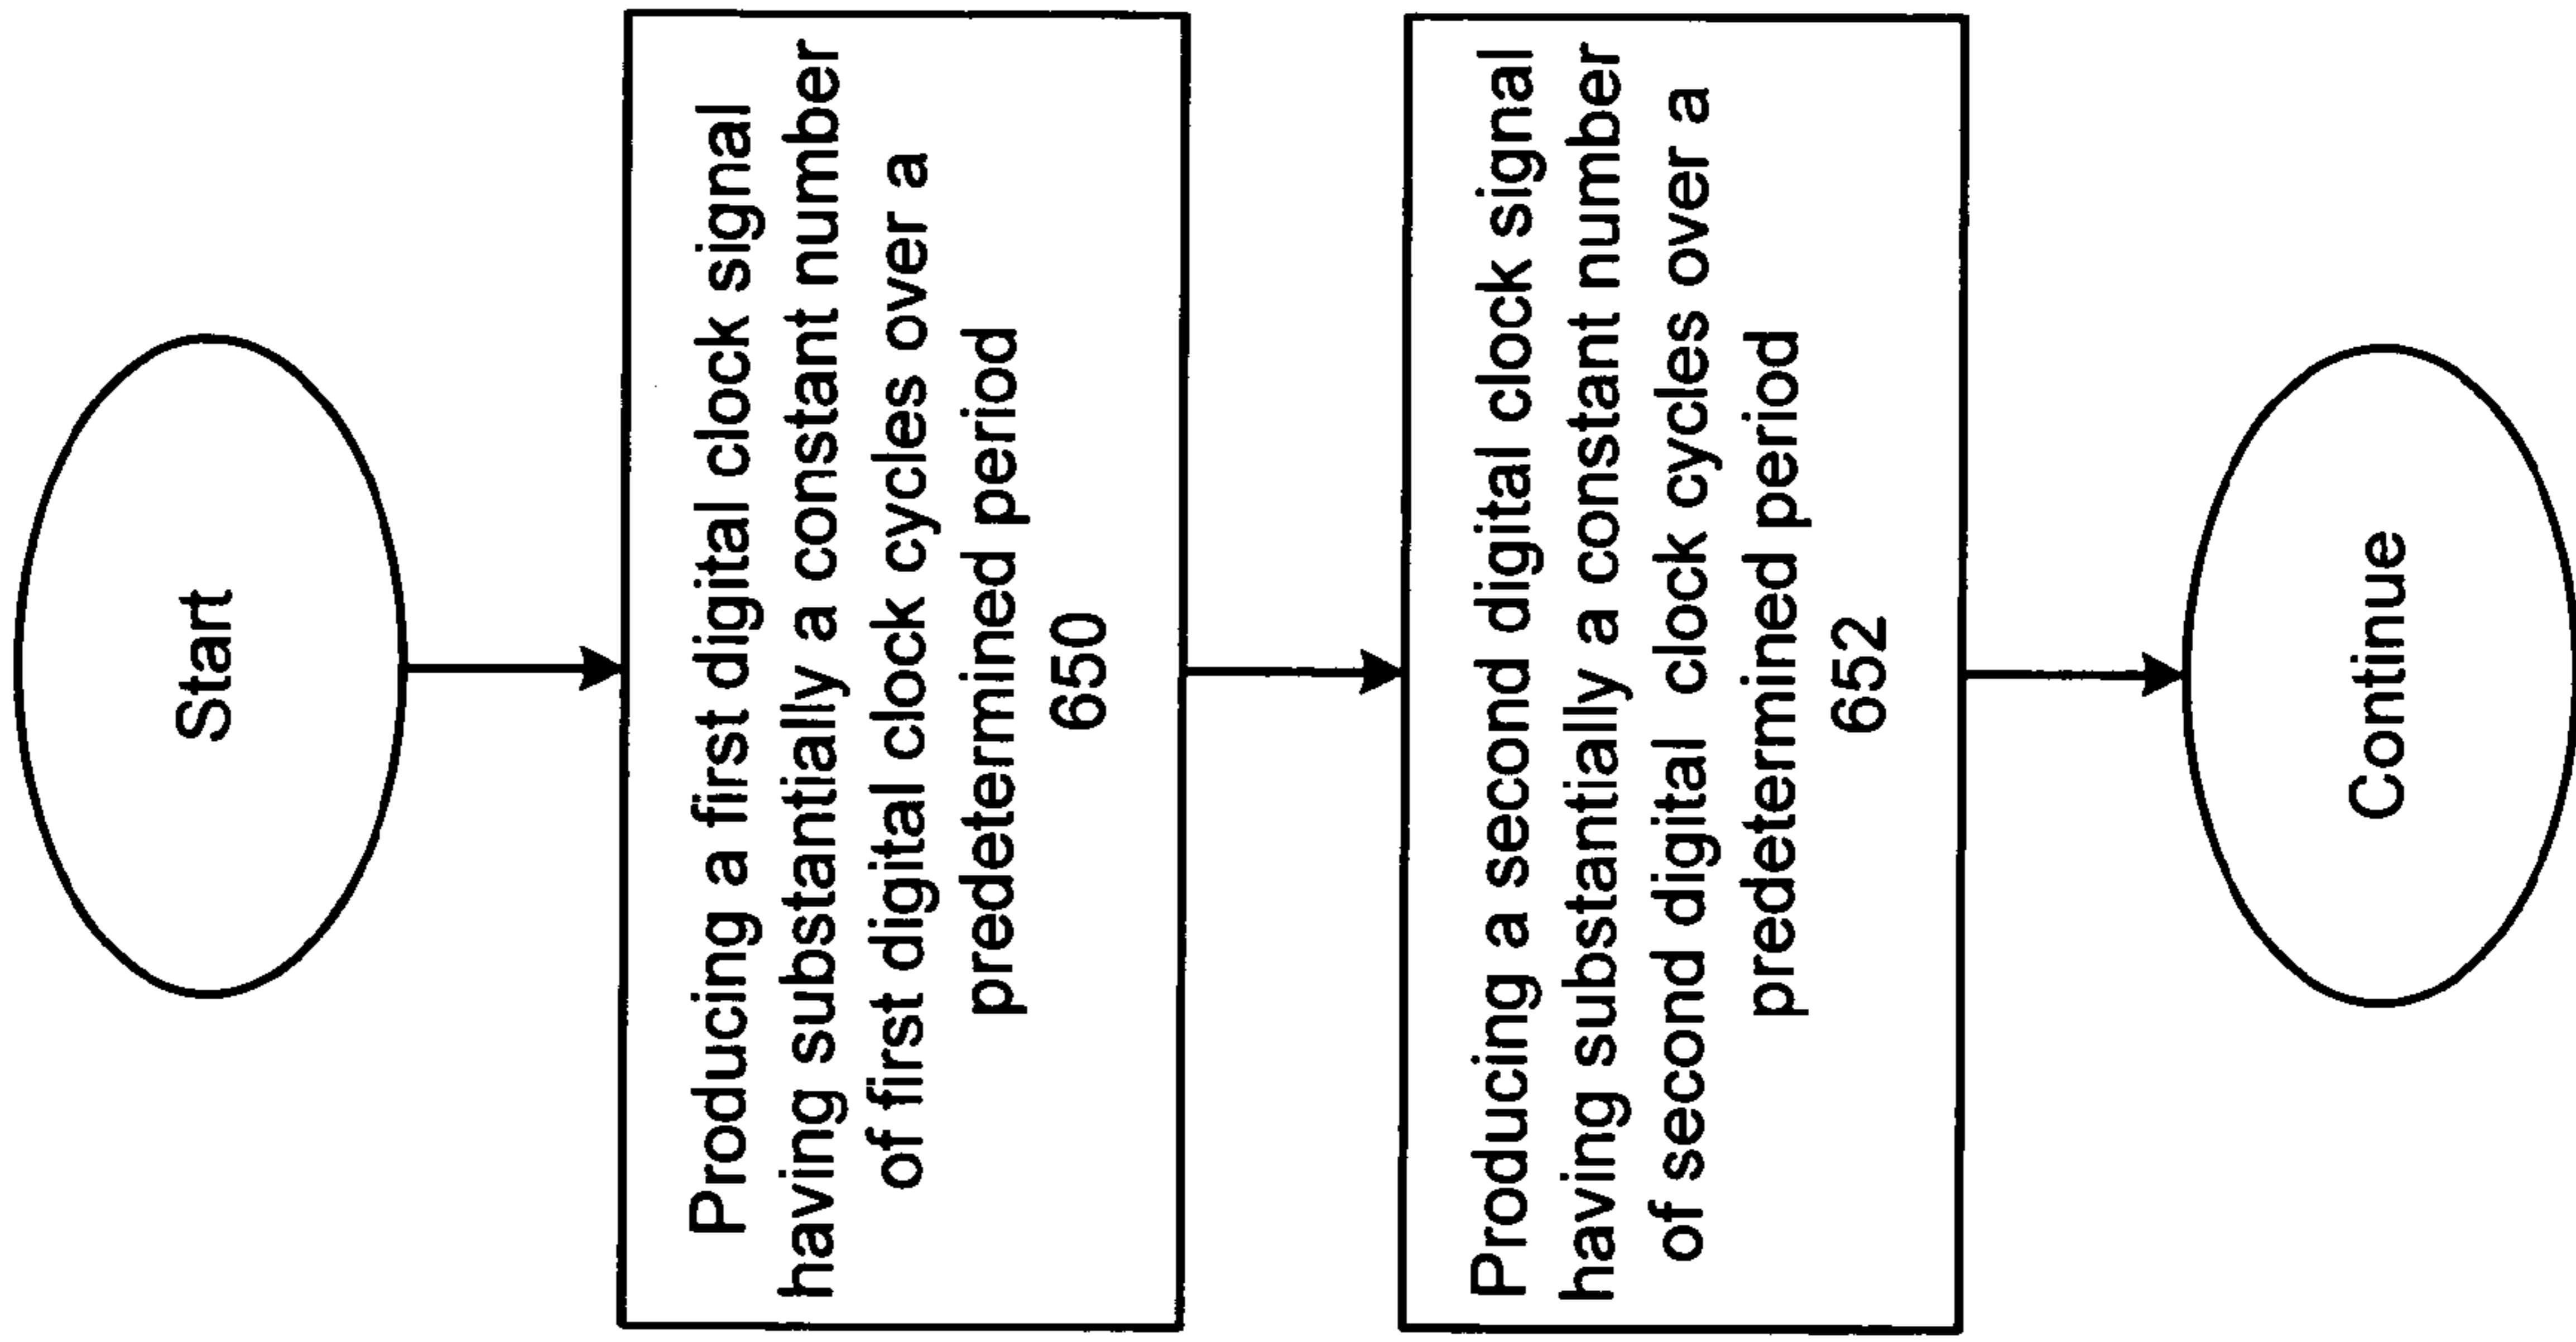 Start
Producing a first digital clock signal
having substantially a constant number
of first digital clock cycles over a
predetermined period
650
Producing a second digital clock signal
having substantially a constant number
of second digital clock cycles over a
predetermined period
652
Continue